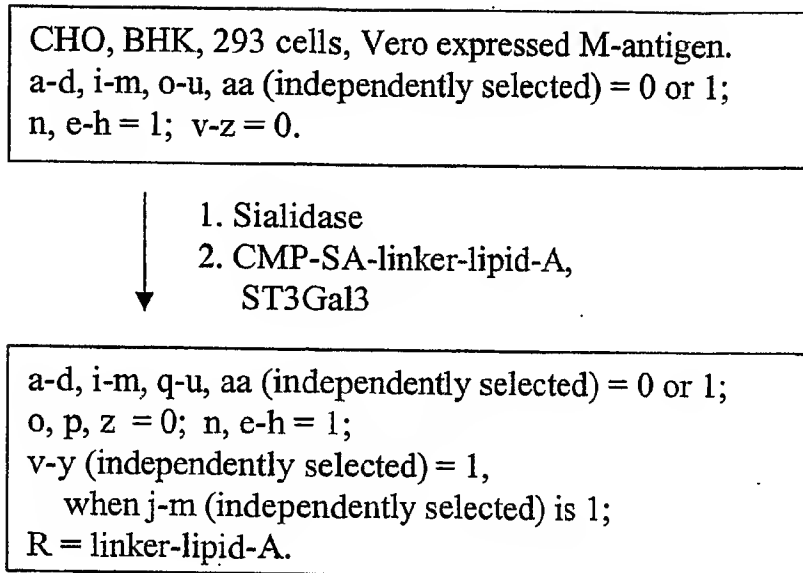 CHO, BHK, 293 cells, Vero expressed M-antigen.
a-d, i-m, o-u, aa (independently selected) = 0 or 1;
n, e-h = 1; v-z = 0.
1. Sialidase
2. CMP-SA-linker-lipid-A,
ST3Gal3
a-d, i-m, q-u, aa (independently selected) = 0 or 1;
o, p, z = 0; n, e-h = 1;
v-y (independently selected) = 1,
when j-m (independently selected) is 1;
R = linker-lipid-A.